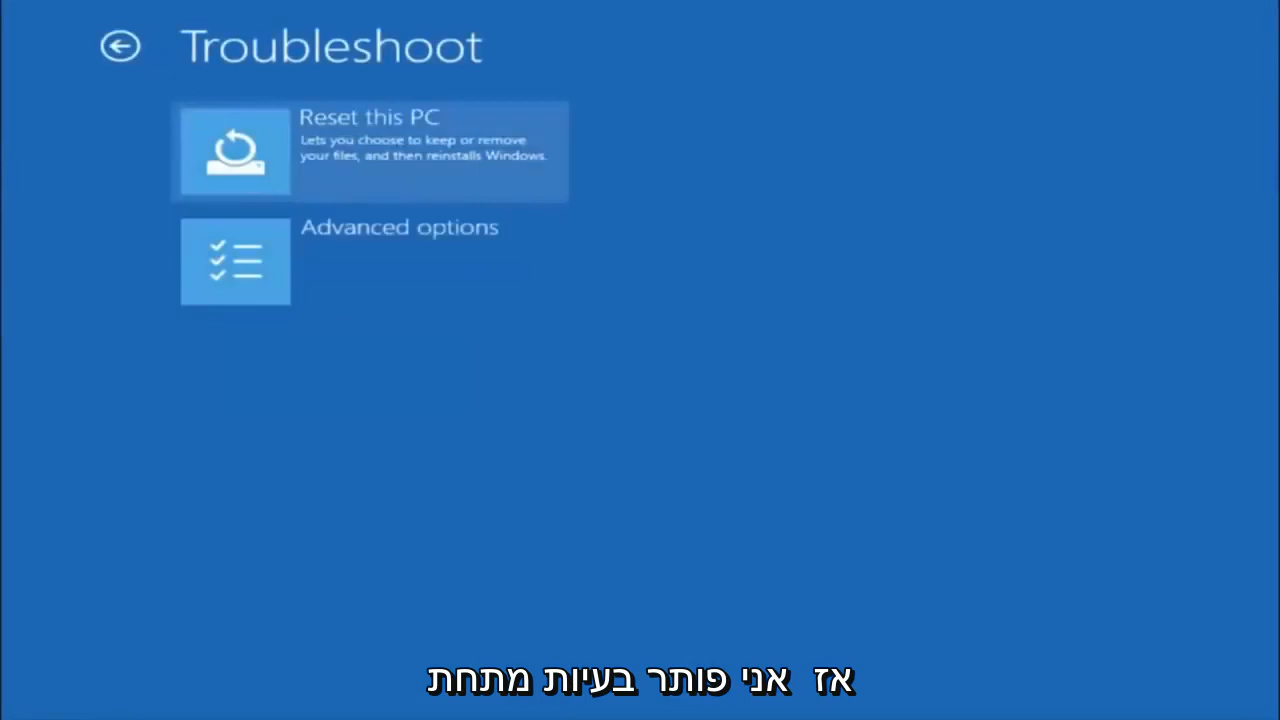 Troubleshoot
Reset this PC
Lets you choose to keep or remove
your files, and then reinstalls Windows.
Advanced options
אז אני פותר בעיות מתחת